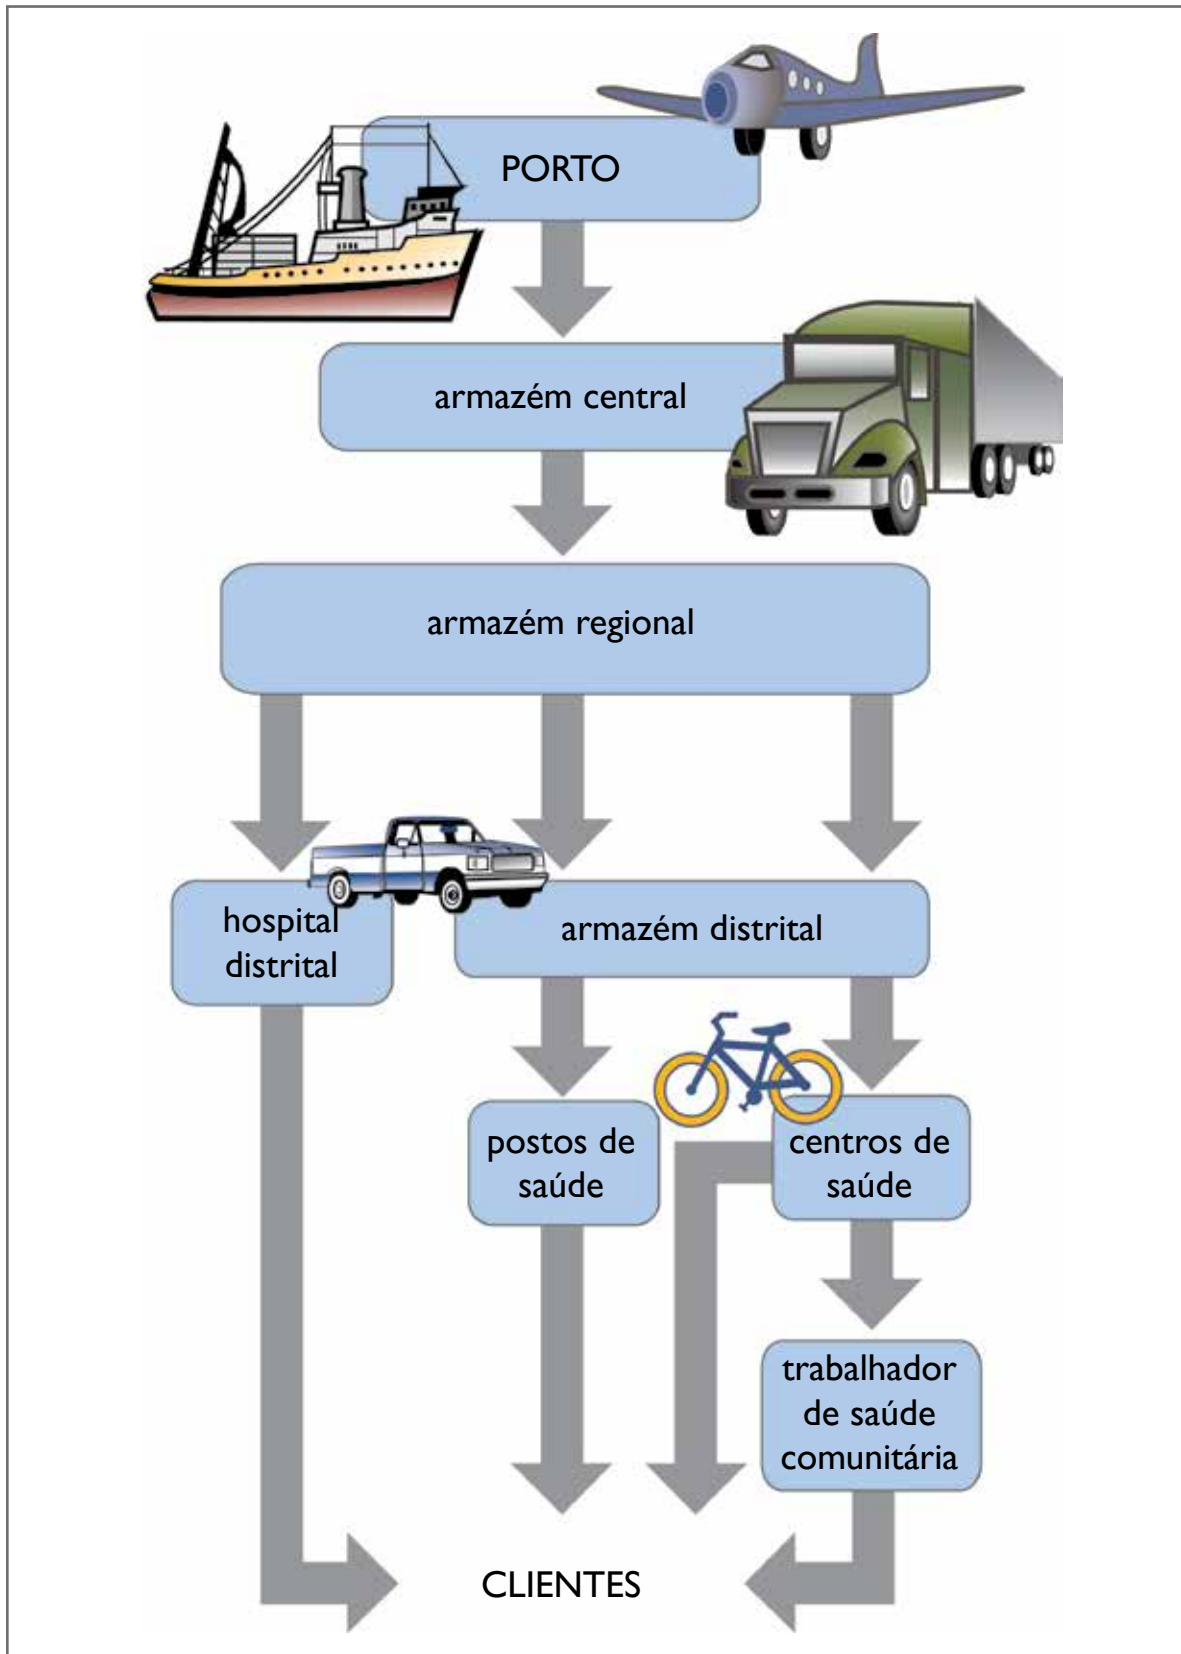 PORTO
armazém central
armazém regional
hospital
distrital
armazém distrital
postos de
saúde
centros de
saúde
trabalhador
de saúde
comunitária
CLIENTES